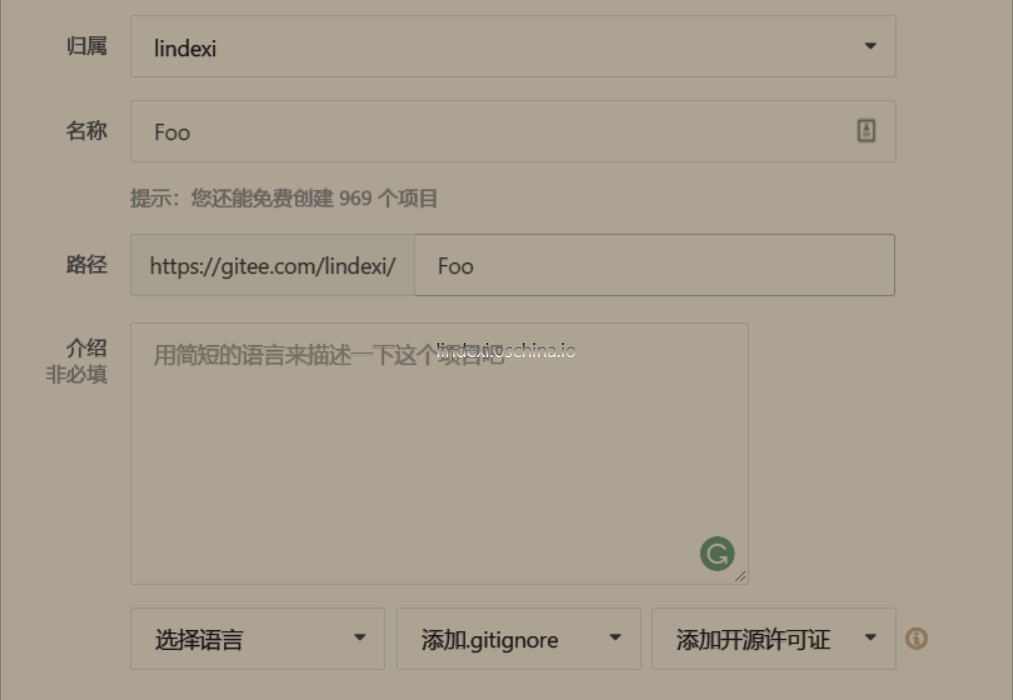 归属 lindexi
名称 Foo
提示：您还能免费创建 969 个项目
路径 https://gitee.com/lindexi/ Foo
介绍 用简短的语言来描述一下这个项目吧
lindexi.oschina.io
非必填
选择语言 添加.gitignore 添加开源许可证